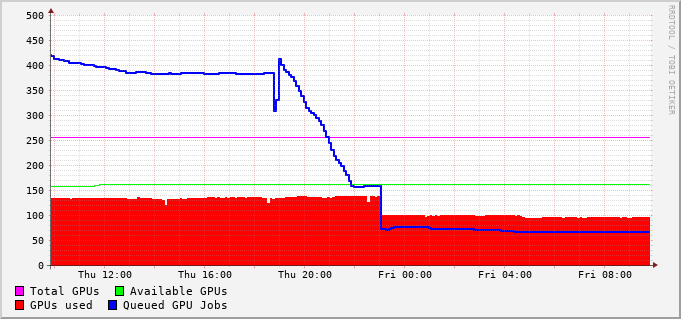 RRDTOOL / TOBI OETIKER
500
450
400
350
300
250
200
150
100
50
0
Thu 12:00 Thu 16:00 Thu 20:00 Fri 00:00 Fri 04:00 Fri 08:00
Total GPUs Available GPUs
GPUs used Queued GPU Jobs